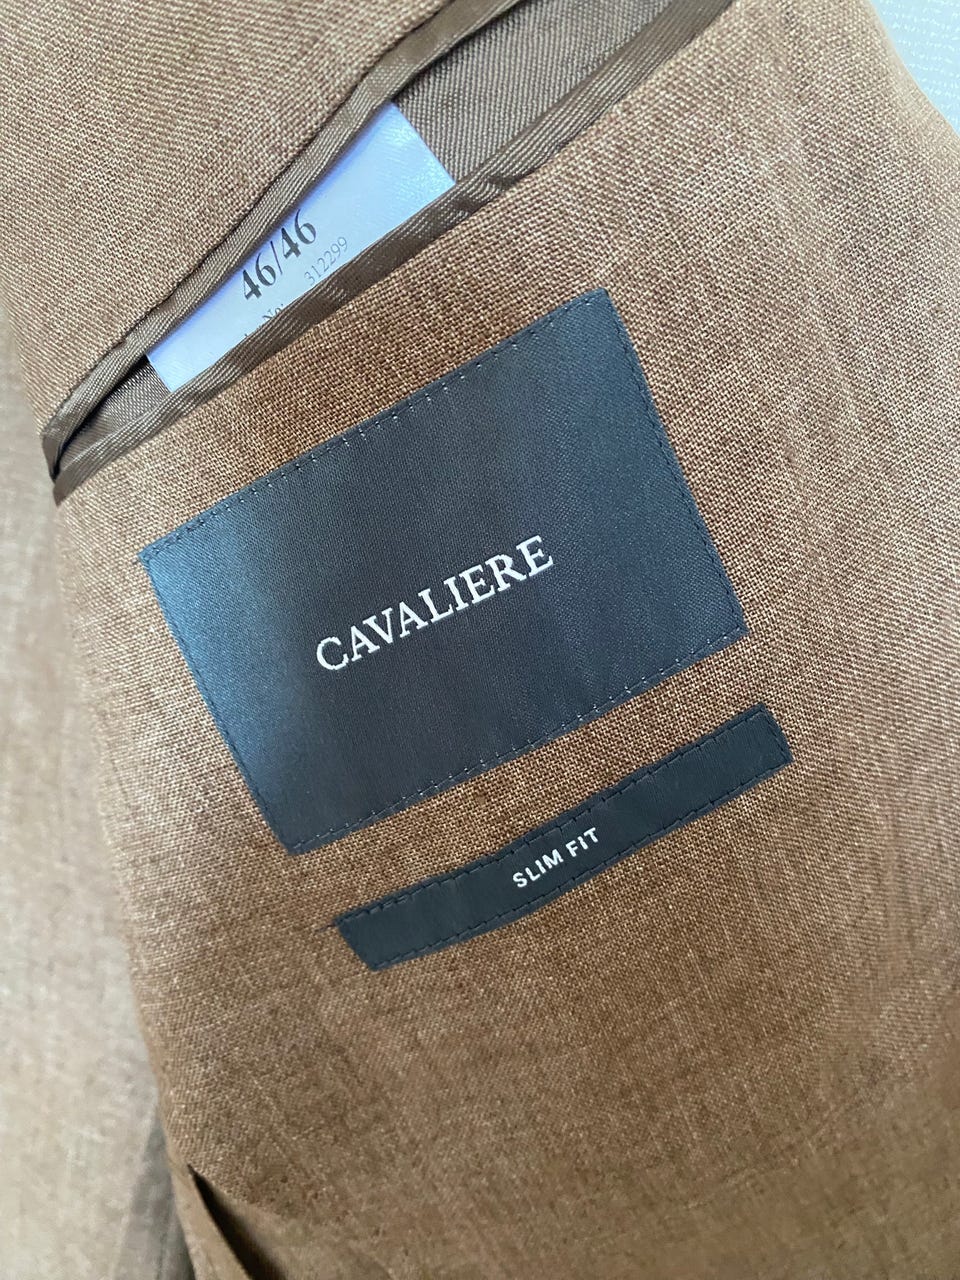 46/46
312299
CAVALIERE
SLIM FIT